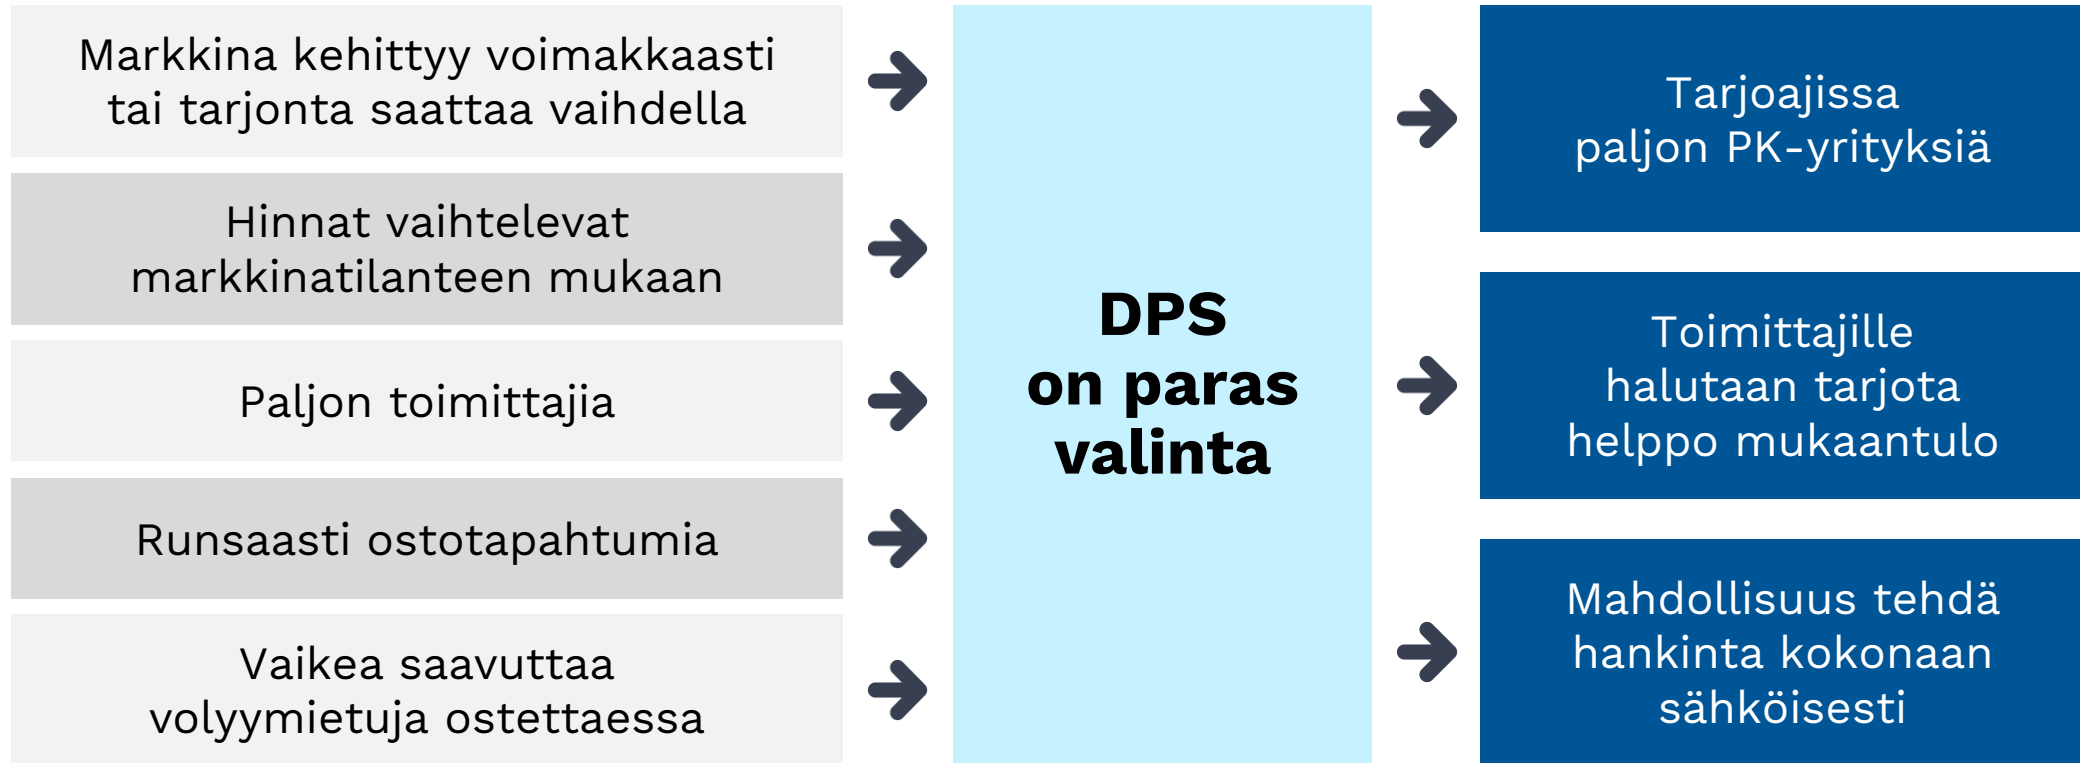 Markkina kehittyy voimakkaasti
tai tarjonta saattaa vaihdella
Hinnat vaihtelevat
markkinatilanteen mukaan
Paljon toimittajia
Runsaasti ostotapahtumia
Vaikea saavuttaa
volyymietuja ostettaessa
DPS
on paras
valinta
Tarjoajissa
paljon PK-yrityksiä
Toimittajille
halutaan tarjota
helppo mukaantulo
Mahdollisuus tehdä
hankinta kokonaan
sähköisesti